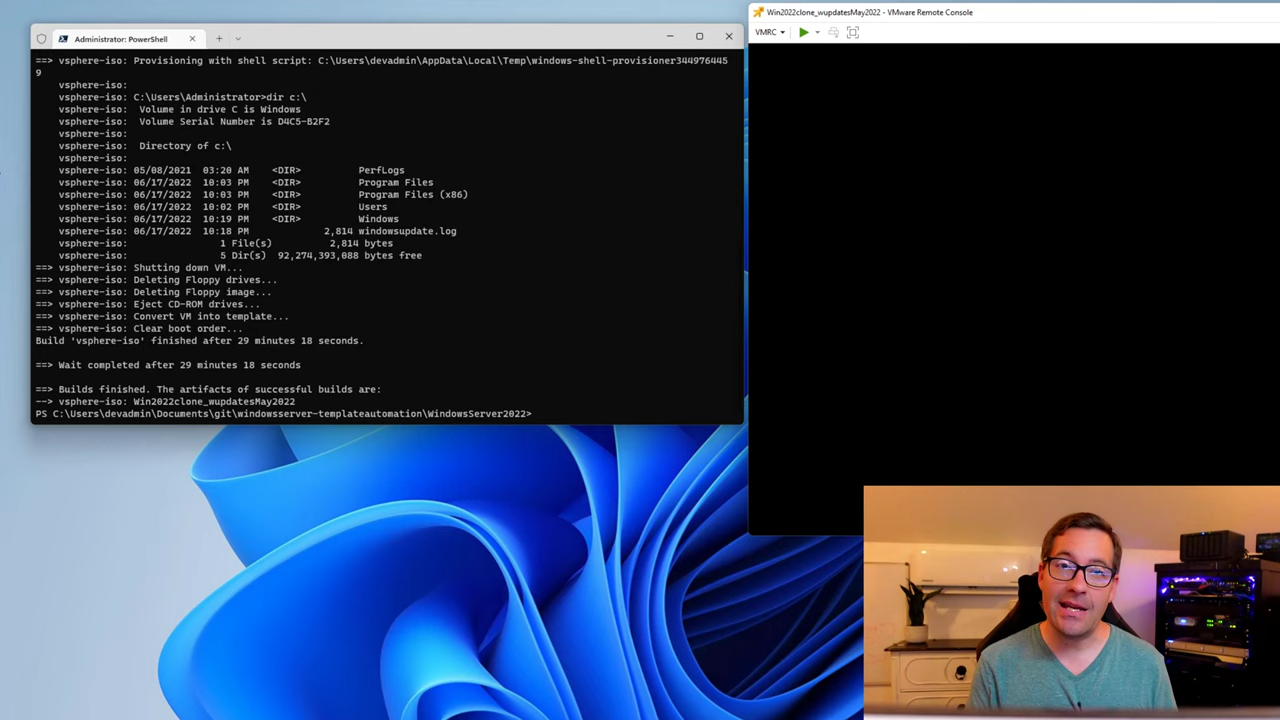 Administrator: PowerShell
==> vsphere-iso: Provisioning with shell script: C:\Users\devadmin\AppData\Local\Temp\windows-shell-provisioner344976445
9
vsphere-iso:
vsphere-iso: C:\Users\Administrator>dir c:\
vsphere-iso: Volume in drive C is Windows
vsphere-iso: Volume Serial Number is D4C5-B2F2
vsphere-iso:
vsphere-iso: Directory of c:\
vsphere-iso:
vsphere-iso: 05/08/2021 03:20 AM <DIR> PerfLogs
vsphere-iso: 06/17/2022 10:03 PM <DIR> Program Files
vsphere-iso: 06/17/2022 10:03 PM <DIR> Program Files (x86)
vsphere-iso: 06/17/2022 10:02 PM <DIR> Users
vsphere-iso: 06/17/2022 10:19 PM <DIR> Windows
vsphere-iso: 06/17/2022 10:18 PM 2,814 windowsupdate.log
vsphere-iso: 1 File(s) 2,814 bytes
vsphere-iso: 5 Dir(s) 92,274,393,088 bytes free
==> vsphere-iso: Shutting down VM...
==> vsphere-iso: Deleting Floppy drives...
==> vsphere-iso: Deleting Floppy image...
==> vsphere-iso: Eject CD-ROM drives...
==> vsphere-iso: Convert VM into template...
==> vsphere-iso: Clear boot order...
Build 'vsphere-iso' finished after 29 minutes 18 seconds.
==> Wait completed after 29 minutes 18 seconds
==> Builds finished. The artifacts of successful builds are:
--> vsphere-iso: Win2022clone_wupdatesMay2022
PS C:\Users\devadmin\Documents\git\windowsserver-templateautomation\WindowsServer2022>
Win2022clone_wupdatesMay2022 - VMware Remote Console
VMRC